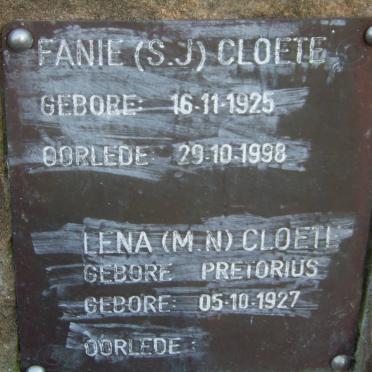 FANIE (S.J) CLOETE
GEBORE: 16-11-1925
OORLEDE: 29-10-1998
LENA (M.N) CLOETE
GEBORE PRETORIUS
GEBORE: 05-10-1927
OORLEDE: